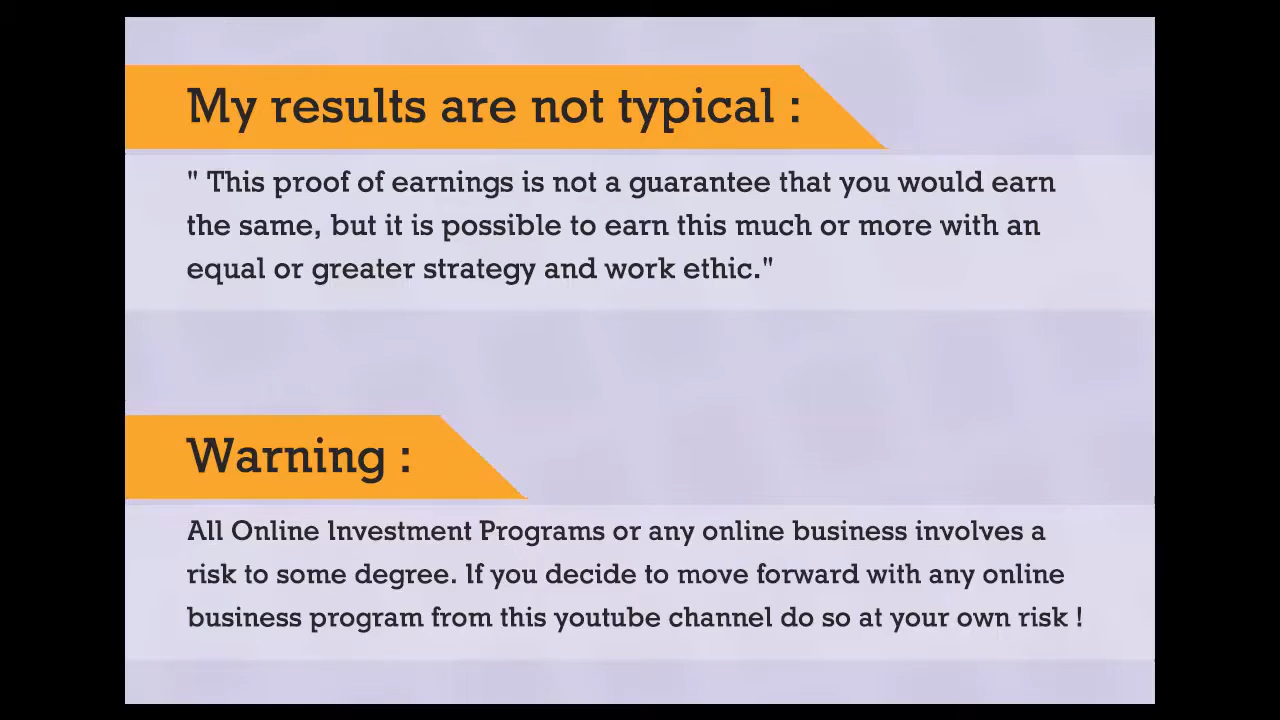 My results are not typical :
" This proof of earnings is not a guarantee that you would earn
the same, but it is possible to earn this much or more with an
equal or greater strategy and work ethic."
Warning :
All Online Investment Programs or any online business involves a
risk to some degree. If you decide to move forward with any online
business program from this youtube channel do so at your own risk !